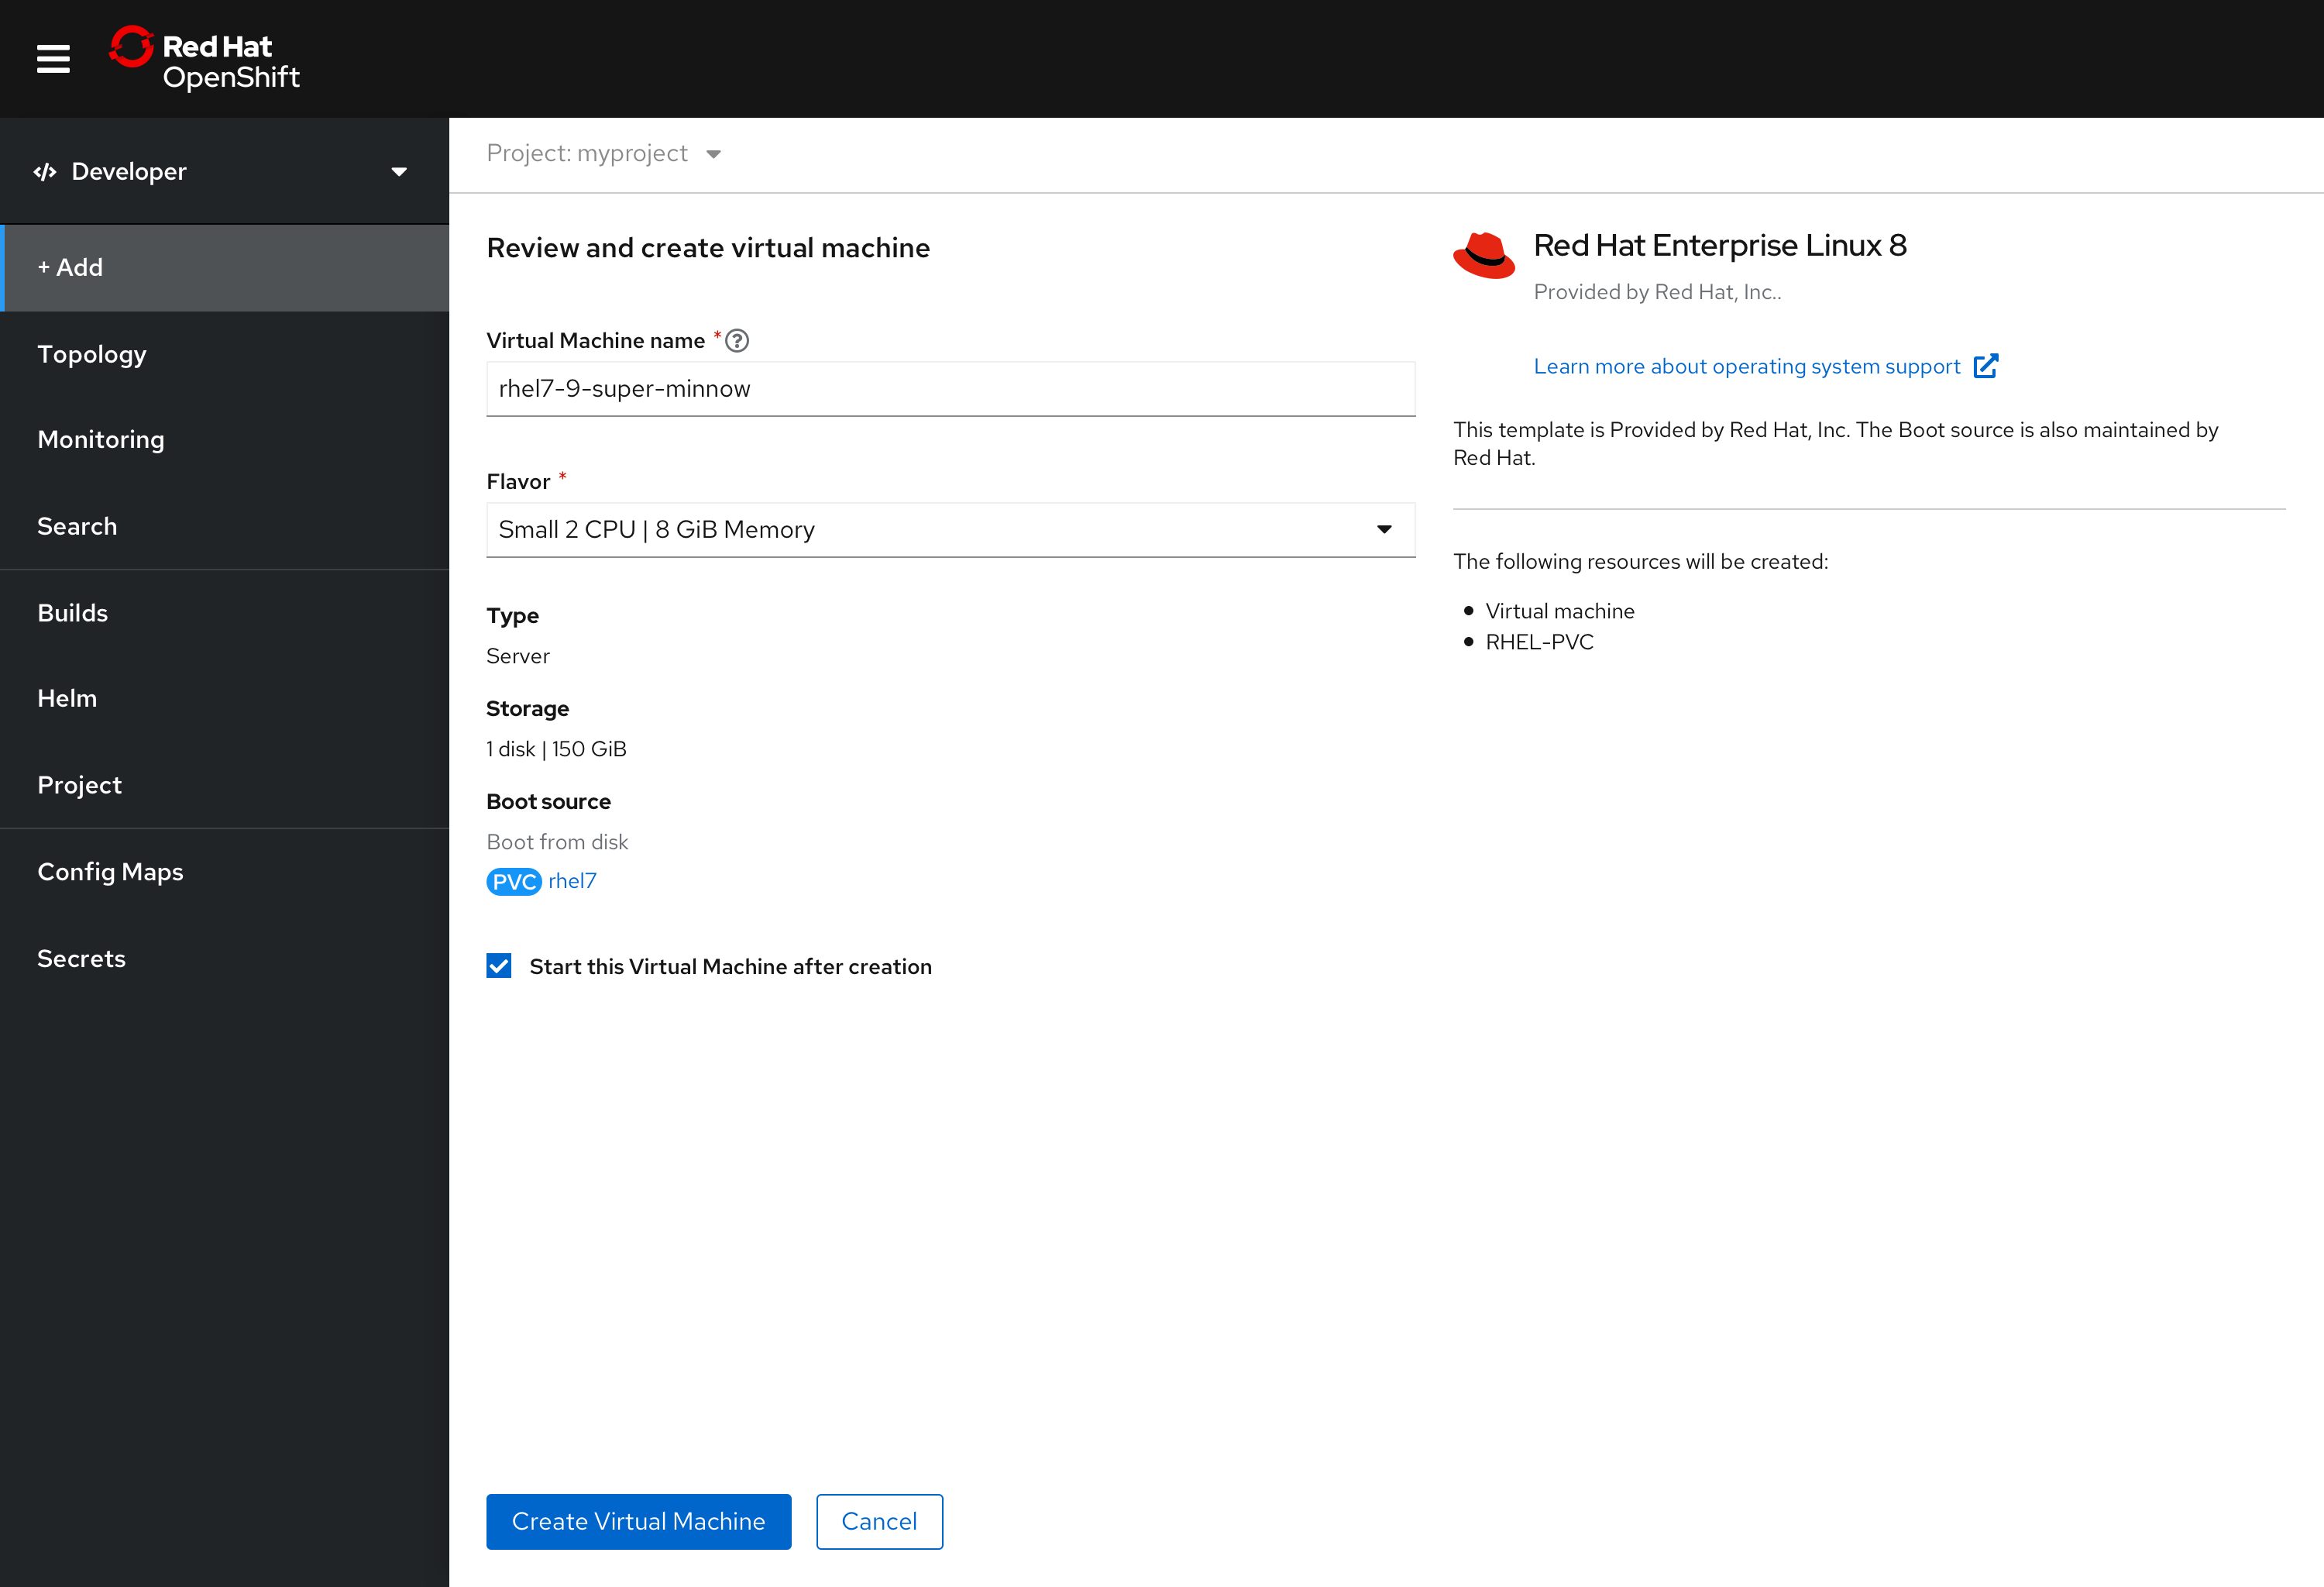 Red Hat
OpenShift
Developer
+ Add
Topology
Monitoring
Search
Builds
Helm
Project
Config Maps
Secrets
Project: myproject
Review and create virtual machine
Virtual Machine name *
rhel7-9-super-minnow
Flavor *
Small 2 CPU | 8 GiB Memory
Type
Server
Storage
1 disk | 150 GiB
Boot source
Boot from disk
PVC rhel7
Start this Virtual Machine after creation
Create Virtual Machine
Cancel
Red Hat Enterprise Linux 8
Provided by Red Hat, Inc..
Learn more about operating system support
This template is Provided by Red Hat, Inc. The Boot source is also maintained by
Red Hat.
The following resources will be created:
• Virtual machine
• RHEL-PVC